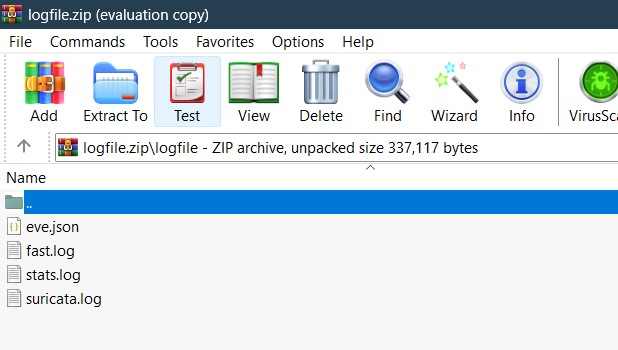 logfile.zip (evaluation copy)
File Commands Tools Favorites Options Help
Add Extract To Test View Delete Find Wizard Info VirusSca
logfile.zip\logfile - ZIP archive, unpacked size 337,117 bytes
Name
..
eve.json
fast.log
stats.log
suricata.log